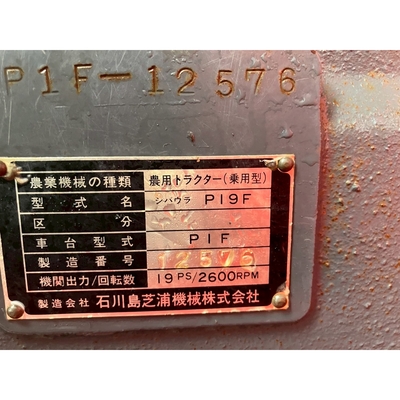 P1F-12576
農業機械の種類 農用トラクター(乗用型)
型式名 シバウラ P19F
区分
車台型式 P1F
製造番号 12576
機関出力/回転数 19PS/2600RPM
製造会社 石川島芝浦機械株式会社